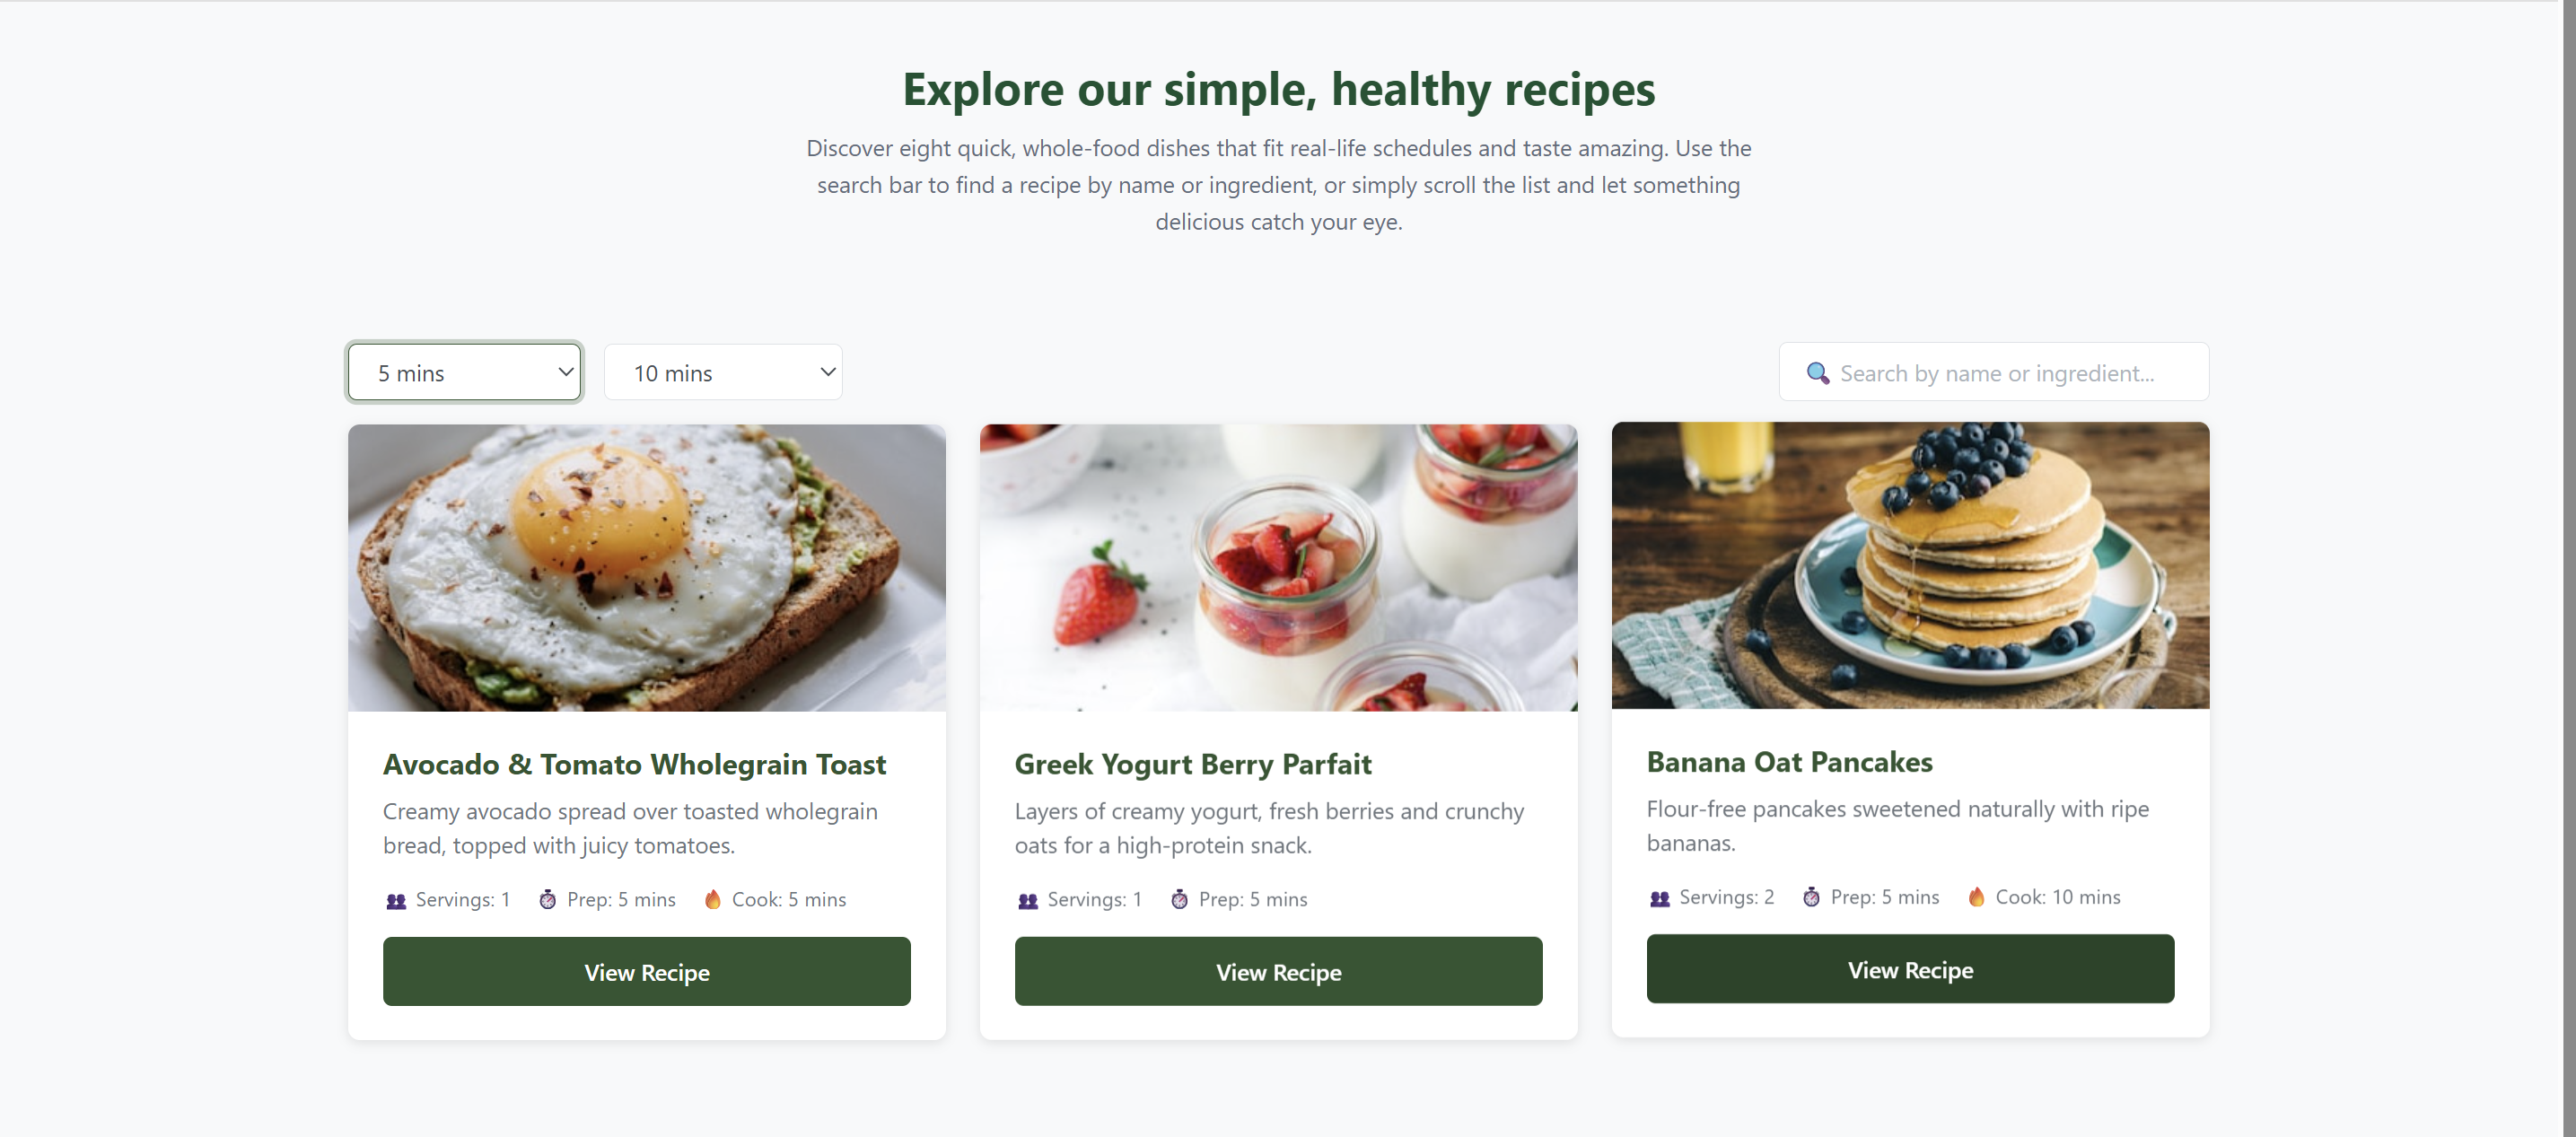 Explore our simple, healthy recipes
Discover eight quick, whole-food dishes that fit real-life schedules and taste amazing. Use the
search bar to find a recipe by name or ingredient, or simply scroll the list and let something
delicious catch your eye.
5 mins
10 mins
Search by name or ingredient...
Avocado & Tomato Wholegrain Toast
Creamy avocado spread over toasted wholegrain
bread, topped with juicy tomatoes.
Servings: 1 Prep: 5 mins Cook: 5 mins
View Recipe
Greek Yogurt Berry Parfait
Layers of creamy yogurt, fresh berries and crunchy
oats for a high-protein snack.
Servings: 1 Prep: 5 mins
View Recipe
Banana Oat Pancakes
Flour-free pancakes sweetened naturally with ripe
bananas.
Servings: 2 Prep: 5 mins Cook: 10 mins
View Recipe